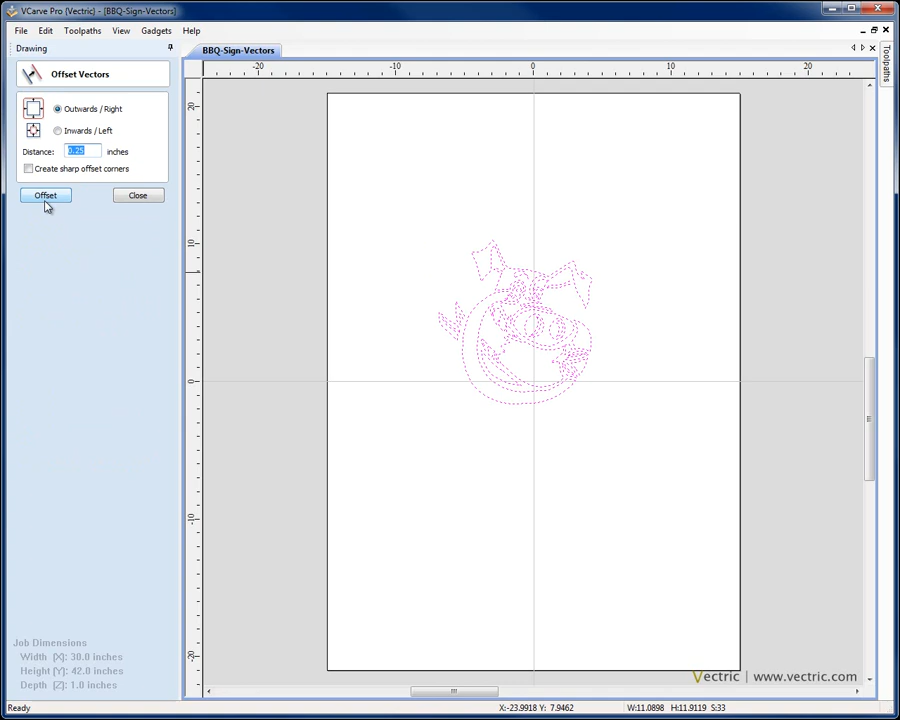 VCarve Pro (Vectric) - [BBQ-Sign-Vectors]
File Edit Toolpaths View Gadgets Help
Drawing
BBQ-Sign-Vectors
Toolpaths
-20 -10 0 10 20
Offset Vectors
Outwards / Right
Inwards / Left
Distance: 0.25 inches
Create sharp offset corners
Offset Close
20
10
0
-10
-20
Job Dimensions
Width (X): 30.0 inches
Height (Y): 42.0 inches
Depth (Z): 1.0 inches
Vectric | www.vectric.com
Ready X:-23.9918 Y: 7.9462 W:11.0898 H:11.9119 S:33